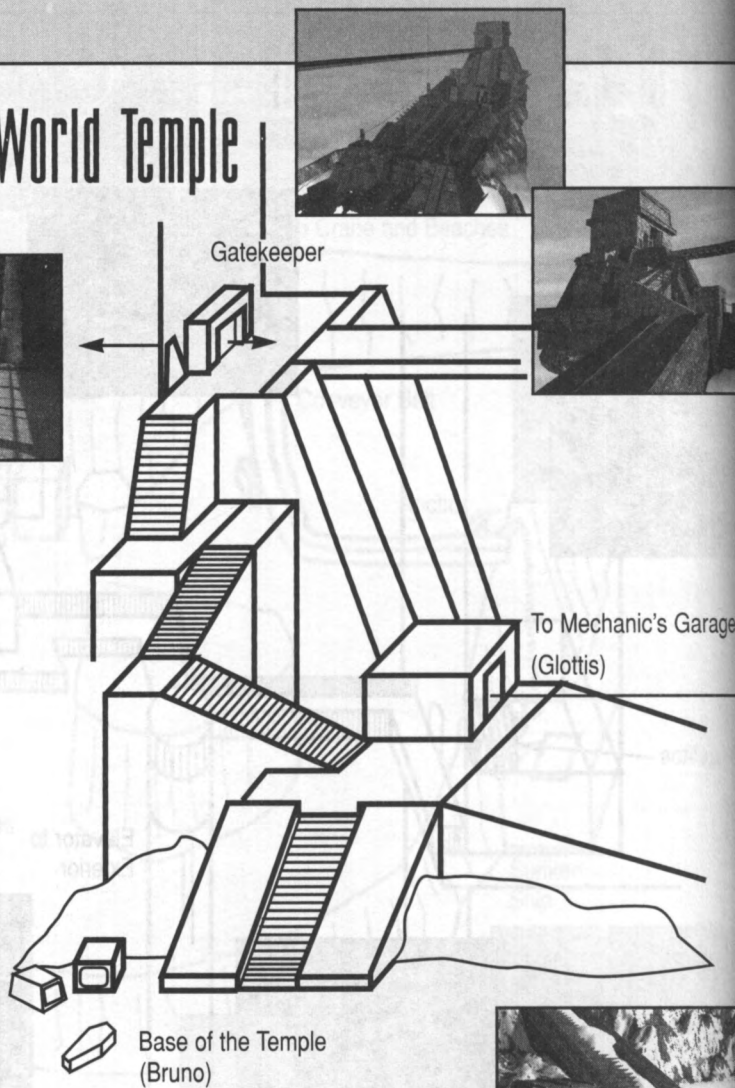 World Temple
Gatekeeper
To Mechanic's Garage
(Glottis)
Base of the Temple
(Bruno)